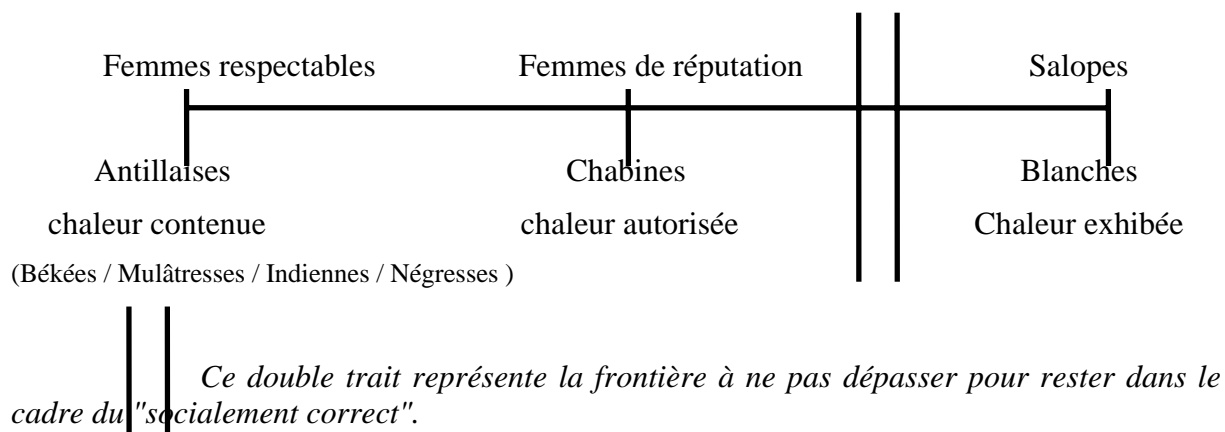 Femmes respectables Femmes de réputation Salopes
Antillaises Chabines Blanches
chaleur contenue chaleur autorisée Chaleur exhibée
(Békées / Mulâtresses / Indiennes / Négresses )
Ce double trait représente la frontière à ne pas dépasser pour rester dans le
cadre du "socialement correct".